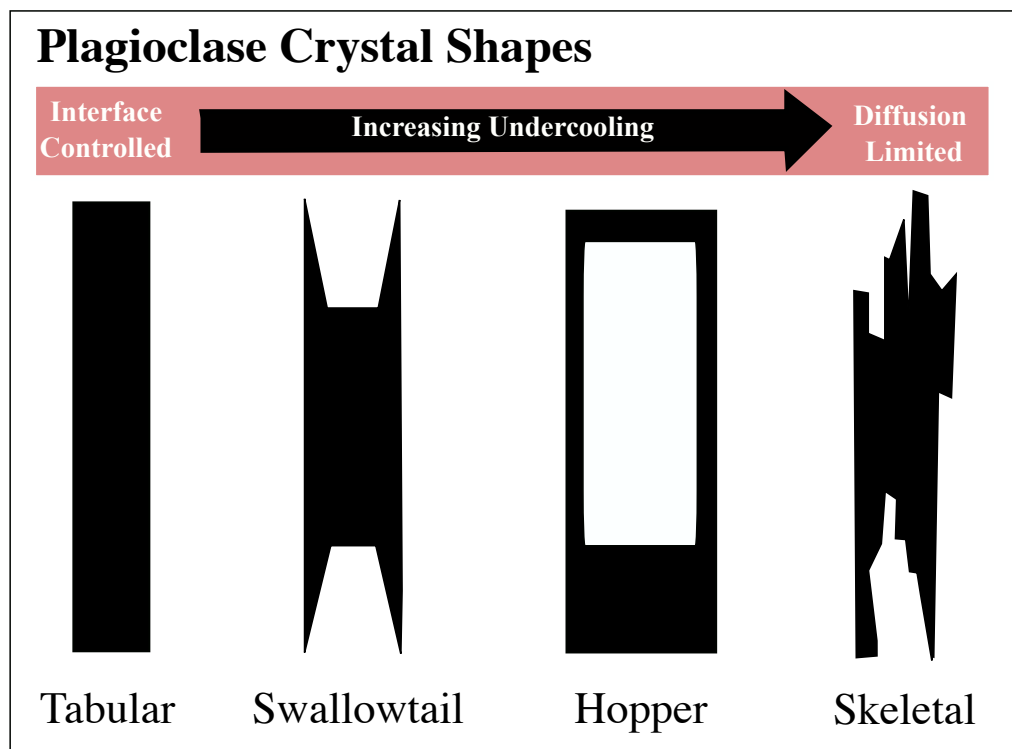 Plagioclase Crystal Shapes
Interface
Controlled
Increasing Undercooling
Diffusion
Limited
Tabular
Swallowtail
Hopper
Skeletal